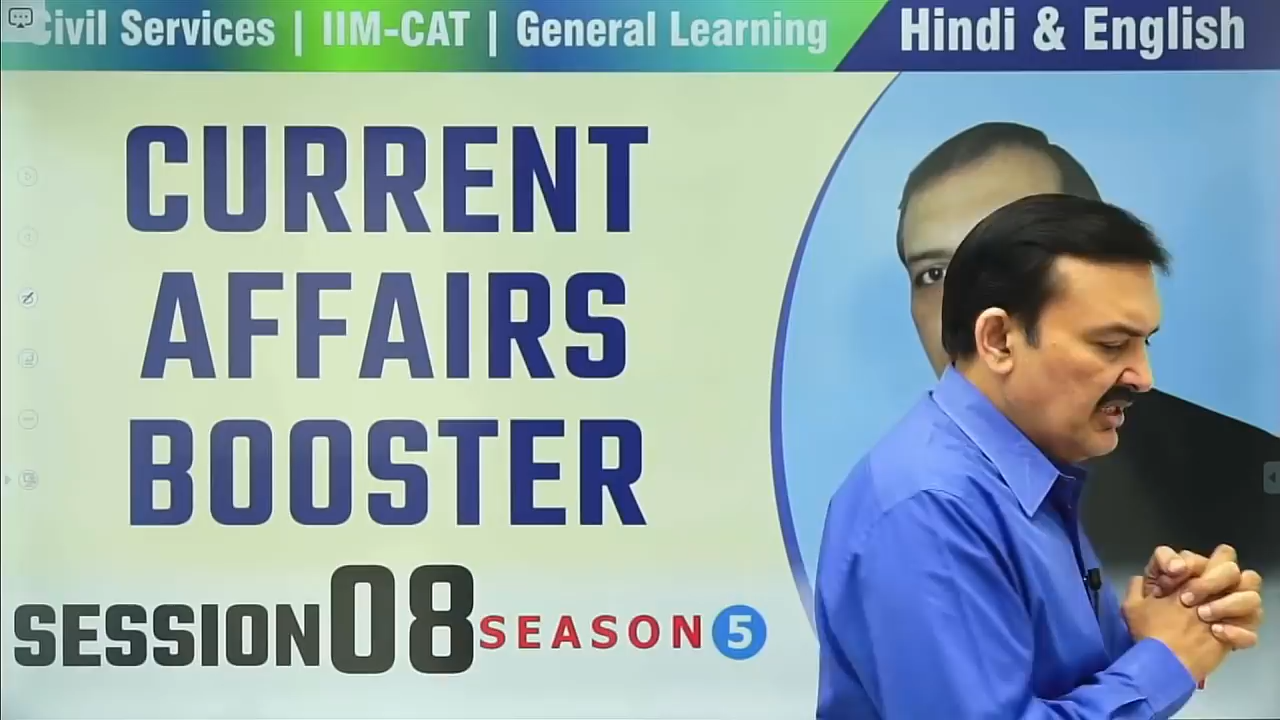 Civil Services | IIM-CAT | General Learning
Hindi & English
CURRENT
AFFAIRS
BOOSTER
SESSION 08 SEASON 5